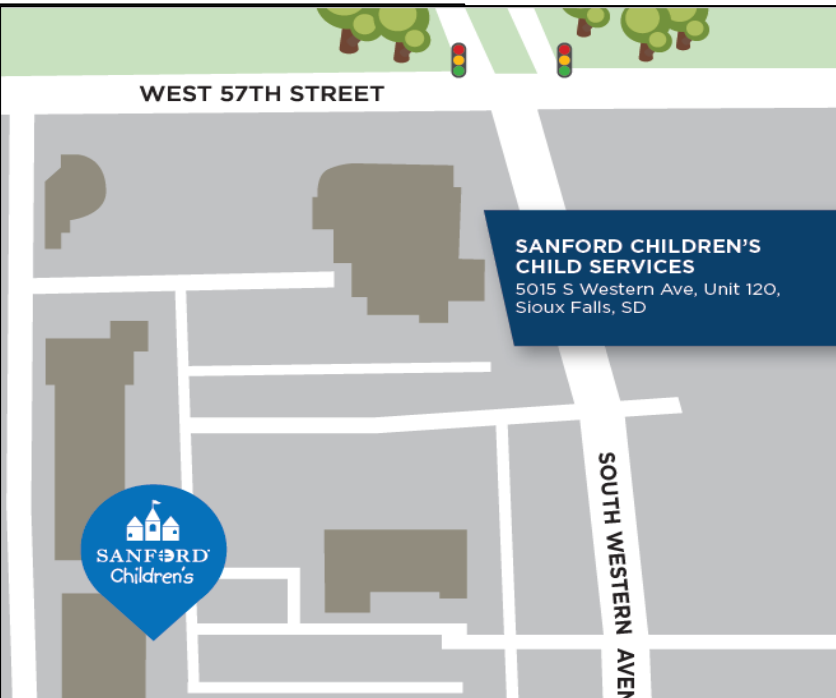 WEST 57TH STREET
SANFORD CHILDREN'S
CHILD SERVICES
5015 S Western Ave, Unit 120,
Sioux Falls, SD
SOUTH WESTERN AVEN
SANFORD
Children's